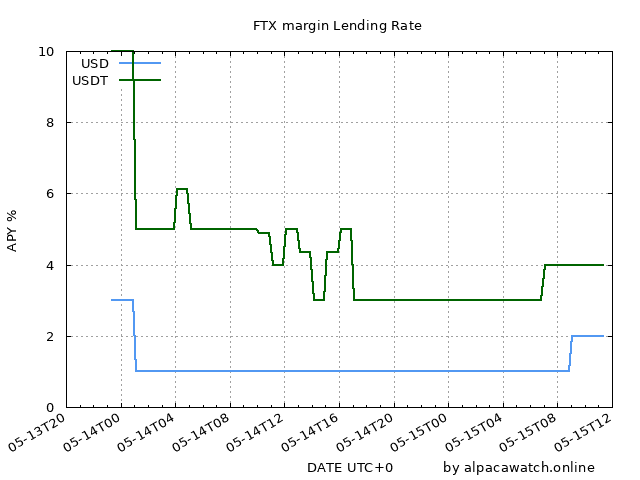 FTX margin Lending Rate
10
USD
USDT
8
6
APY %
4
2
0
05-13T20 05-14T00 05-14T04 05-14T08 05-14T12 05-14T16 05-14T20 05-15T00 05-15T04 05-15T08 05-15T12
DATE UTC+0 by alpacawatch.online